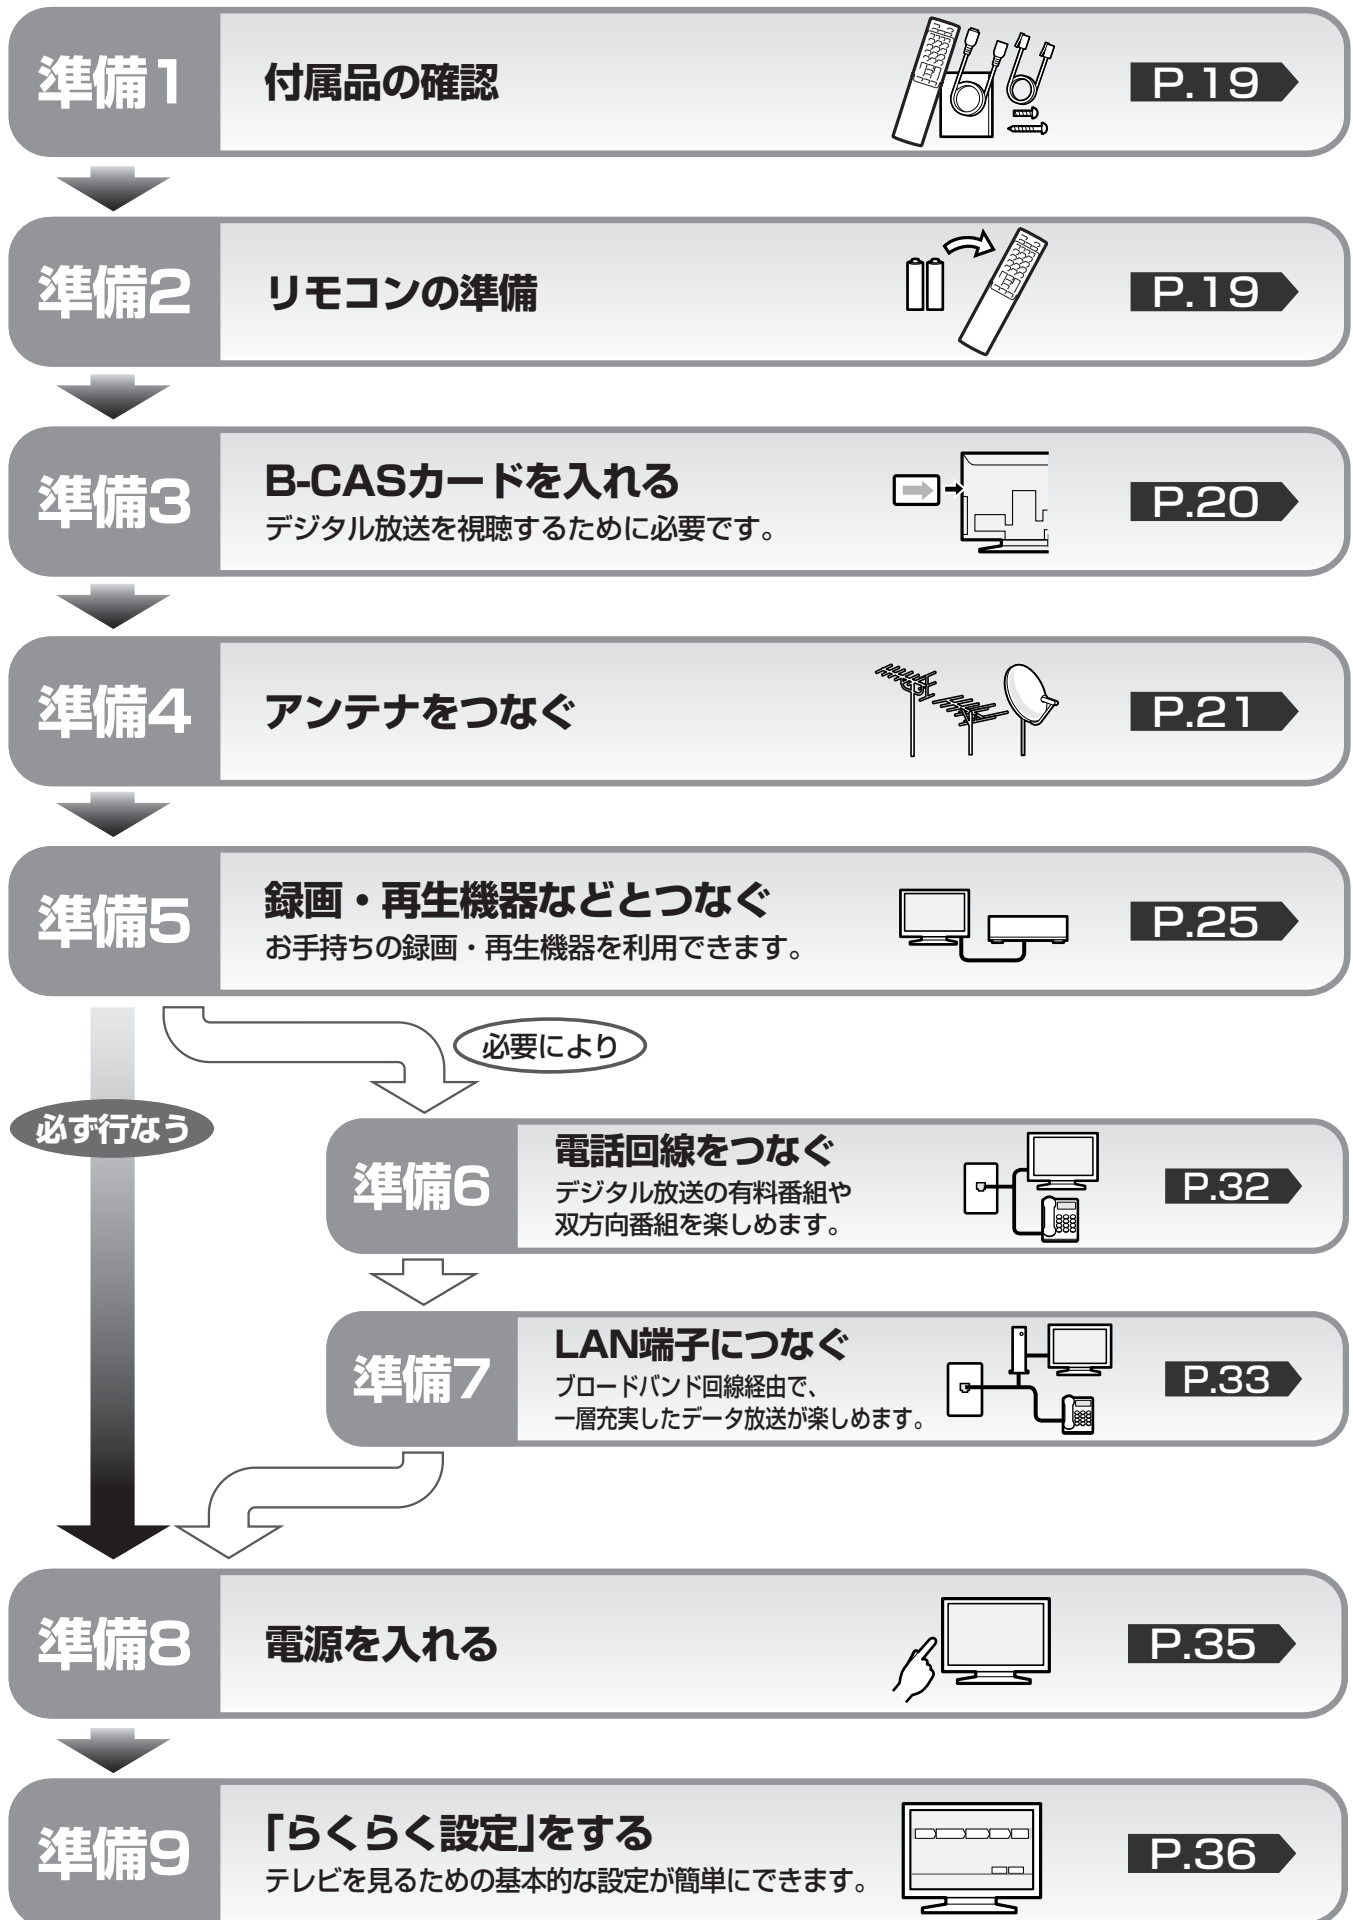 準備1
付属品の確認
P.19
準備2
リモコンの準備
P.19
準備3
B-CASカードを入れる
デジタル放送を視聴するために必要です。
P.20
準備4
アンテナをつなぐ
P.21
準備5
録画・再生機器などとつなぐ
お手持ちの録画・再生機器を利用できます。
P.25
必要により
必ず行なう
準備6
電話回線をつなぐ
デジタル放送の有料番組や
双方向番組を楽しめます。
P.32
準備7
LAN端子につなぐ
ブロードバンド回線経由で、
一層充実したデータ放送が楽しめます。
P.33
準備8
電源を入れる
P.35
準備9
「らくらく設定」をする
テレビを見るための基本的な設定が簡単にできます。
P.36